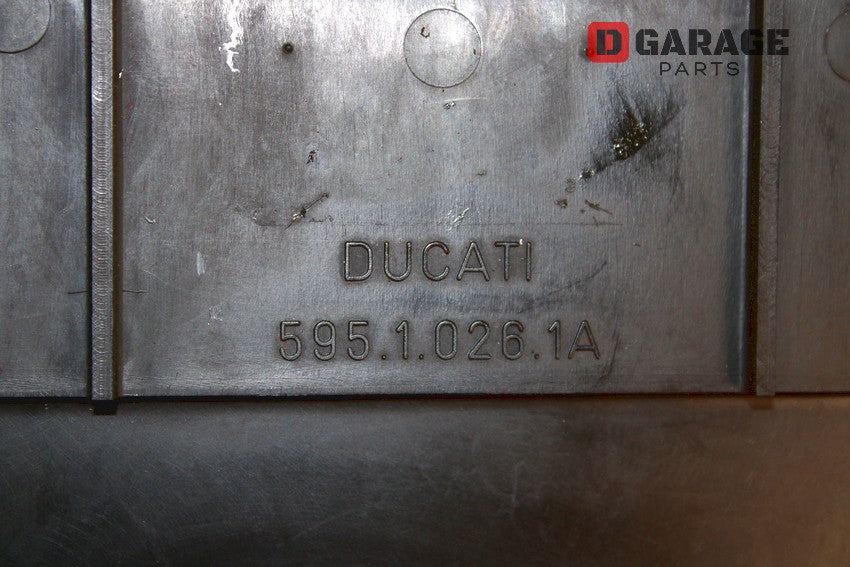 D GARAGE
PARTS
DUCATI
595.1.026.1A